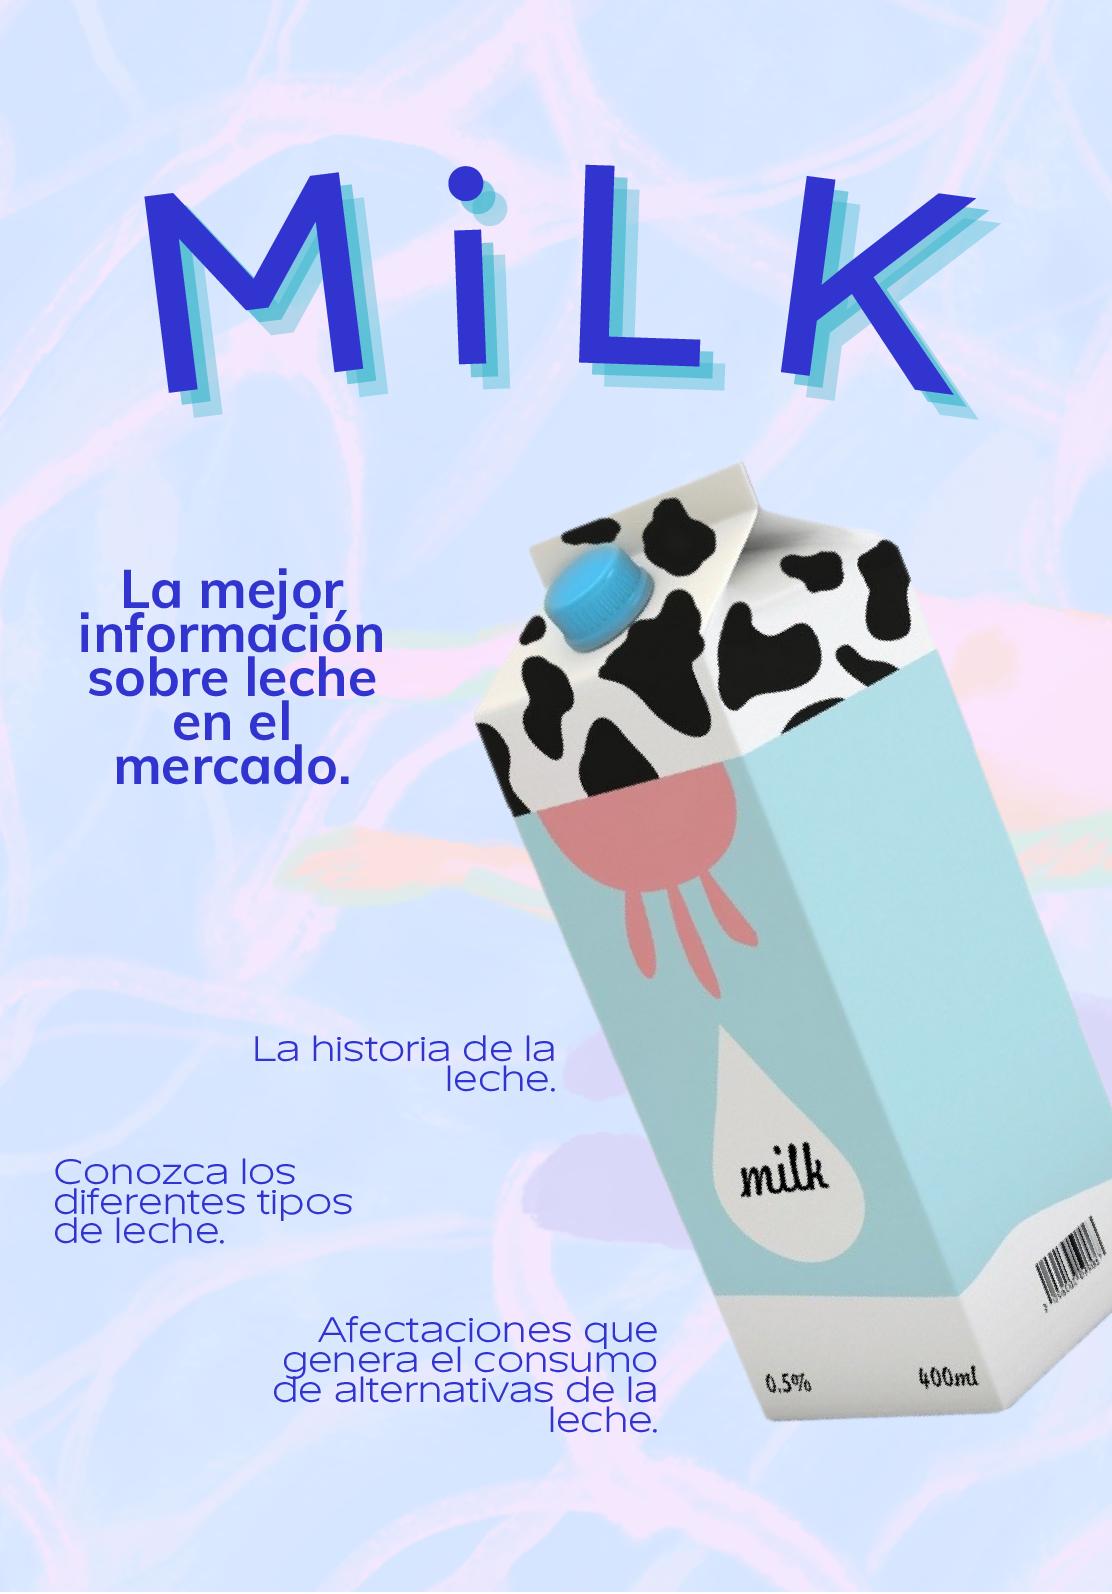 MiLK
La mejor
información
sobre leche
en el
mercado.
La historia de la
leche.
Conozca los
diferentes tipos
de leche.
milk
Afectaciones que
genera el consumo
de alternativas de la
leche.
0.5%
400ml